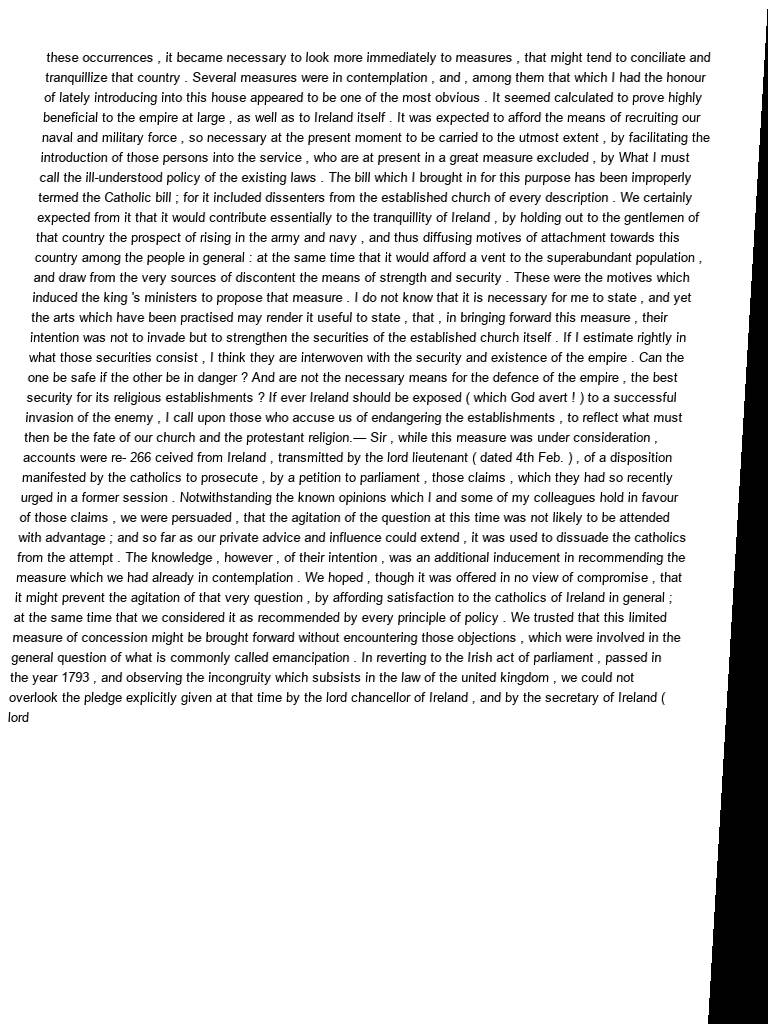 these occurrences , it became necessary to look more immediately to measures , that might tend to conciliate and
tranquillize that country . Several measures were in contemplation , and , among them that which I had the honour
of lately introducing into this house appeared to be one of the most obvious . It seemed calculated to prove highly
beneficial to the empire at large , as well as to Ireland itself . It was expected to afford the means of recruiting our
naval and military force , so necessary at the present moment to be carried to the utmost extent , by facilitating the
introduction of those persons into the service , who are at present in a great measure excluded , by What I must
call the ill-understood policy of the existing laws . The bill which I brought in for this purpose has been improperly
termed the Catholic bill ; for it included dissenters from the established church of every description . We certainly
expected from it that it would contribute essentially to the tranquillity of Ireland , by holding out to the gentlemen of
that country the prospect of rising in the army and navy , and thus diffusing motives of attachment towards this
country among the people in general : at the same time that it would afford a vent to the superabundant population ,
and draw from the very sources of discontent the means of strength and security . These were the motives which
induced the king 's ministers to propose that measure . I do not know that it is necessary for me to state , and yet
the arts which have been practised may render it useful to state , that , in bringing forward this measure , their
intention was not to invade but to strengthen the securities of the established church itself . If I estimate rightly in
what those securities consist , I think they are interwoven with the security and existence of the empire . Can the
one be safe if the other be in danger ? And are not the necessary means for the defence of the empire , the best
security for its religious establishments ? If ever Ireland should be exposed ( which God avert ! ) to a successful
invasion of the enemy , I call upon those who accuse us of endangering the establishments , to reflect what must
then be the fate of our church and the protestant religion.— Sir , while this measure was under consideration ,
accounts were re- 266 ceived from Ireland , transmitted by the lord lieutenant ( dated 4th Feb. ) , of a disposition
manifested by the catholics to prosecute , by a petition to parliament , those claims , which they had so recently
urged in a former session . Notwithstanding the known opinions which I and some of my colleagues hold in favour
of those claims , we were persuaded , that the agitation of the question at this time was not likely to be attended
with advantage ; and so far as our private advice and influence could extend , it was used to dissuade the catholics
from the attempt . The knowledge , however , of their intention , was an additional inducement in recommending the
measure which we had already in contemplation . We hoped , though it was offered in no view of compromise , that
it might prevent the agitation of that very question , by affording satisfaction to the catholics of Ireland in general ;
at the same time that we considered it as recommended by every principle of policy . We trusted that this limited
measure of concession might be brought forward without encountering those objections , which were involved in the
general question of what is commonly called emancipation . In reverting to the Irish act of parliament , passed in
the year 1793 , and observing the incongruity which subsists in the law of the united kingdom , we could not
overlook the pledge explicitly given at that time by the lord chancellor of Ireland , and by the secretary of Ireland (
lord